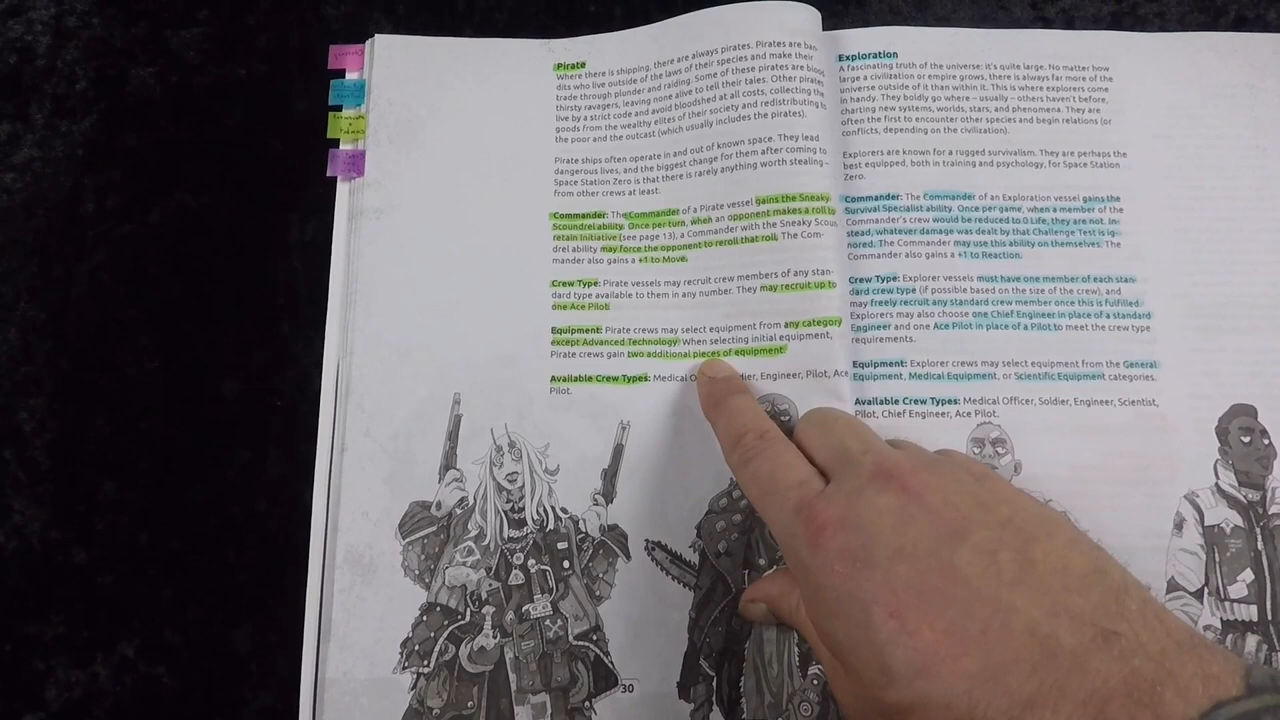 Pirate
Where there is shipping, there are always pirates. Pirates are ban-
dits who live outside of the laws of their species and make their
trade through plunder and raiding. Some of these pirates are blood
thirsty ravagers, leaving none alive to tell their tales. Other pirates
live by a strict code and avoid bloodshed at all costs, collecting the
goods from the wealthy elites of their society and redistributing to
the poor and the outcast (which usually includes the pirates).
Pirate ships often operate in and out of known space. They lead
dangerous lives, and the biggest change for them after coming to
Space Station Zero is that there is rarely anything worth stealing
from other crews at least.
Commander: The Commander of a Pirate vessel gains the Sneaky
Scoundrel ability. Once per turn, when an opponent makes a roll to
retain Initiative (see page 13), a Commander with the Sneaky Scoun
drel ability may force the opponent to reroll that roll. The Com-
mander also gains a +1 to Move.
Crew Type: Pirate vessels may recruit crew members of any stan-
dard type available to them in any number. They may recruit up to
one Ace Pilot.
Equipment: Pirate crews may select equipment from any category
except Advanced Technology. When selecting initial equipment,
Pirate crews gain two additional pieces of equipment.
Available Crew Types: Medical Engineer, Pilot, Ace
Pilot.
30
Exploration
A fascinating truth of the universe: it's quite large. No matter how
large a civilization or empire grows, there is always far more of the
universe outside of it than within it. This is where explorers come
in handy. They boldly go where – usually – others haven't before,
charting new systems, worlds, stars, and phenomena. They are
often the first to encounter other species and begin relations (or
conflicts, depending on the civilization).
Explorers are known for a rugged survivalism. They are perhaps the
best equipped, both in training and psychology, for Space Station
Zero.
Commander: The Commander of an Exploration vessel gains the
Survival Specialist ability. Once per game, when a member of the
Commander's crew would be reduced to 0 Life, they are not. In-
stead, whatever damage was dealt by that Challenge Test is ig-
nored. The Commander may use this ability on themselves. The
Commander also gains a +1 to Reaction.
Crew Type: Explorer vessels must have one member of each stan-
dard crew type (if possible based on the size of the crew), and
may freely recruit any standard crew member once this is fulfilled.
Explorers may also choose one Chief Engineer in place of a standard
Engineer and one Ace Pilot in place of a Pilot to meet the crew type
requirements.
Equipment: Explorer crews may select equipment from the General
Equipment, Medical Equipment, or Scientific Equipment categories.
Available Crew Types: Medical Officer, Soldier, Engineer, Scientist,
Pilot, Chief Engineer, Ace Pilot.